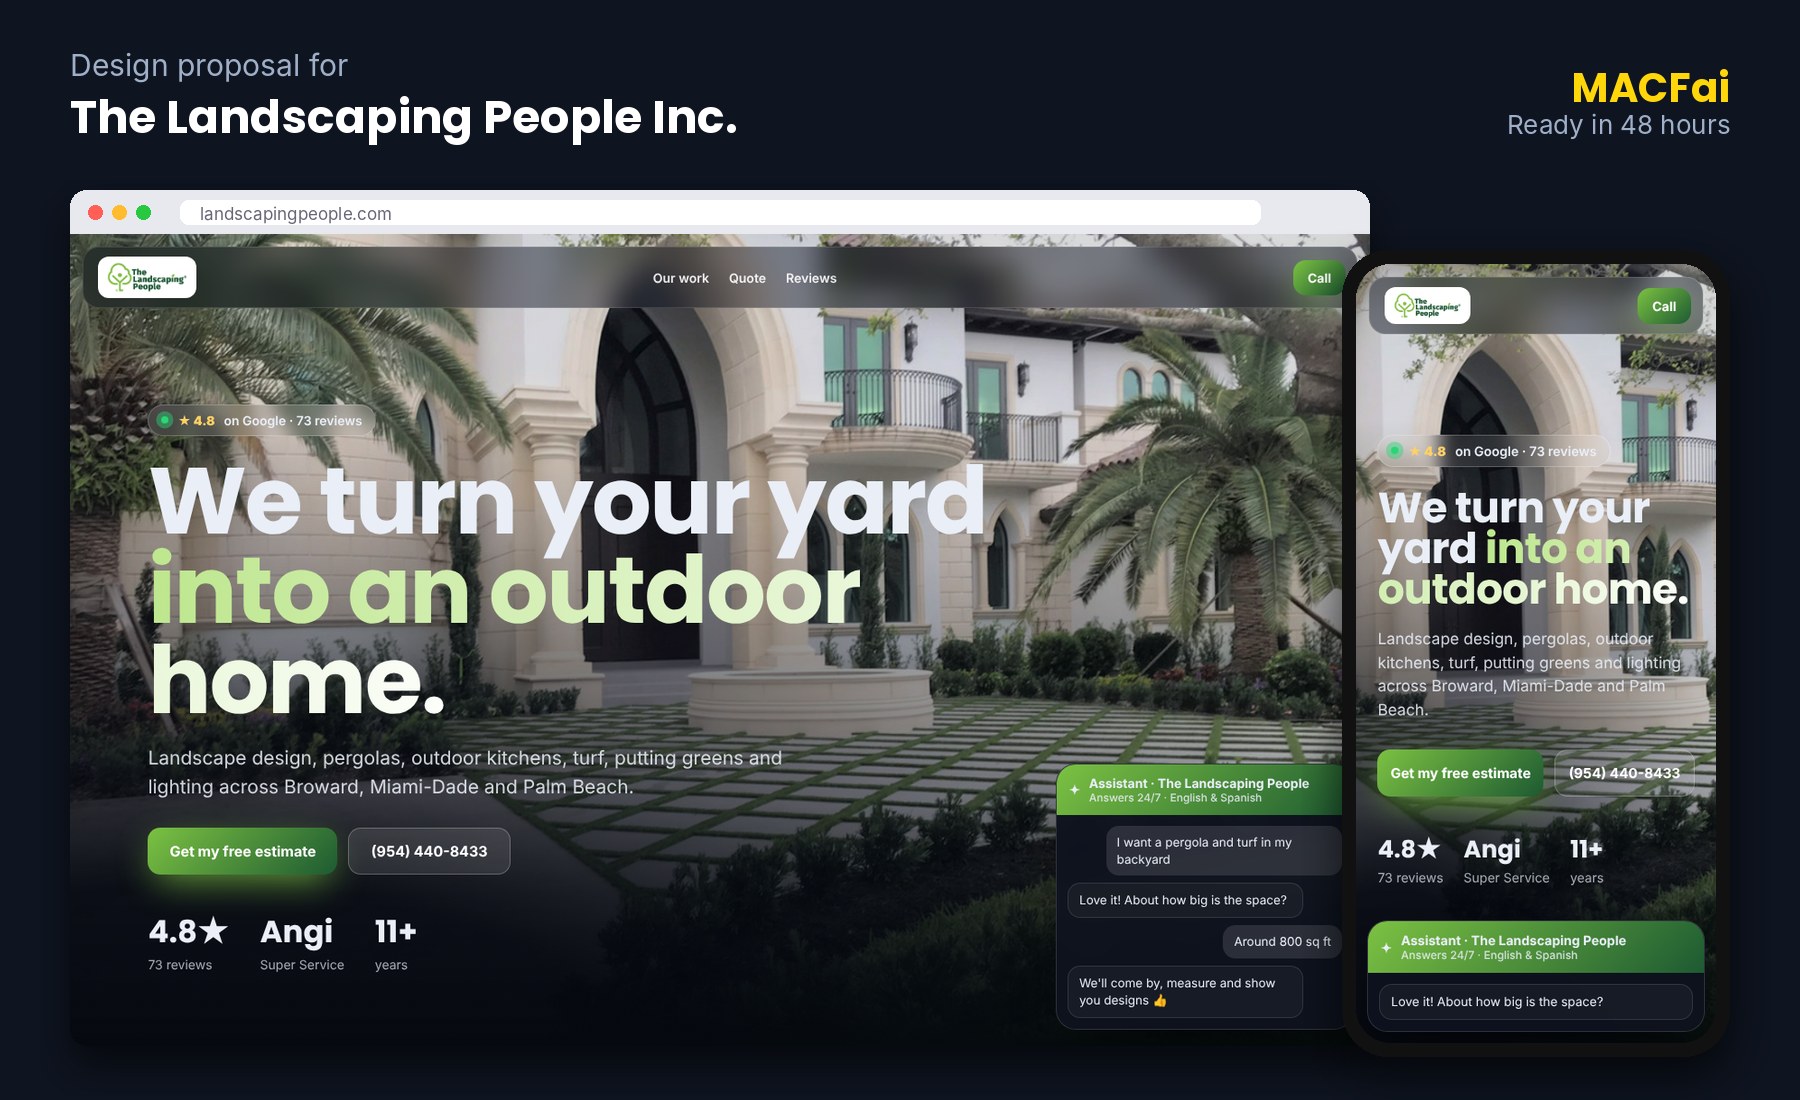 Design proposal for
The Landscaping People Inc.
MACFai
Ready in 48 hours
landscapingpeople.com
The
Landscaping
People
Our work
Quote
Reviews
Call
★ 4.8 on Google · 73 reviews
We turn your yard
into an outdoor
home.
Landscape design, pergolas, outdoor kitchens, turf, putting greens and
lighting across Broward, Miami-Dade and Palm Beach.
Get my free estimate
(954) 440-8433
4.8★
73 reviews
Angi
Super Service
11+
years
Assistant · The Landscaping People
Answers 24/7 · English & Spanish
I want a pergola and turf in my
backyard
Love it! About how big is the space?
Around 800 sq ft
We'll come by, measure and show
you designs 👍
The
Landscaping
People
Call
★ 4.8 on Google · 73 reviews
We turn your
yard into an
outdoor home.
Landscape design, pergolas, outdoor
kitchens, turf, putting greens and lighting
across Broward, Miami-Dade and Palm
Beach.
Get my free estimate
(954) 440-8433
4.8★
73 reviews
Angi
Super Service
11+
years
Assistant · The Landscaping People
Answers 24/7 · English & Spanish
Love it! About how big is the space?